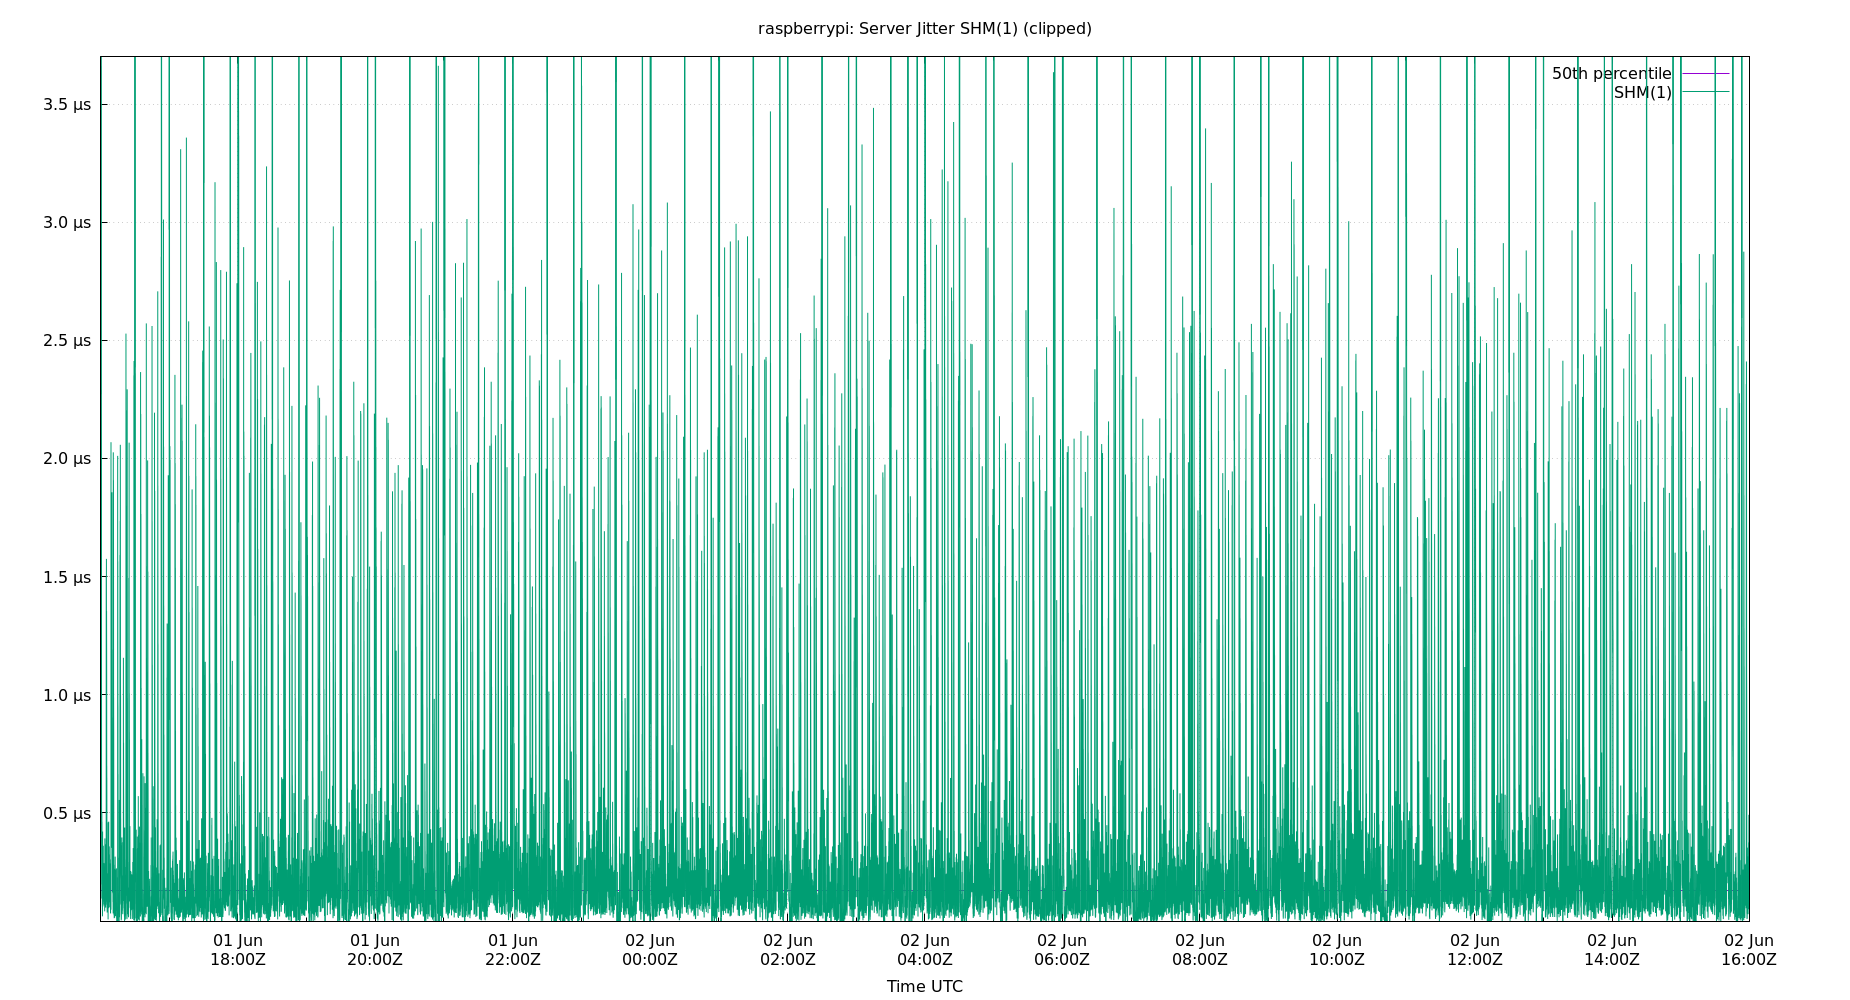 raspberrypi: Server Jitter SHM(1) (clipped)
50th percentile
SHM(1)
3.5 µs
3.0 µs
2.5 µs
2.0 µs
1.5 µs
1.0 µs
0.5 µs
01 Jun 01 Jun 01 Jun 02 Jun 02 Jun 02 Jun 02 Jun 02 Jun 02 Jun 02 Jun 02 Jun 02 Jun
18:00Z 20:00Z 22:00Z 00:00Z 02:00Z 04:00Z 06:00Z 08:00Z 10:00Z 12:00Z 14:00Z 16:00Z
Time UTC